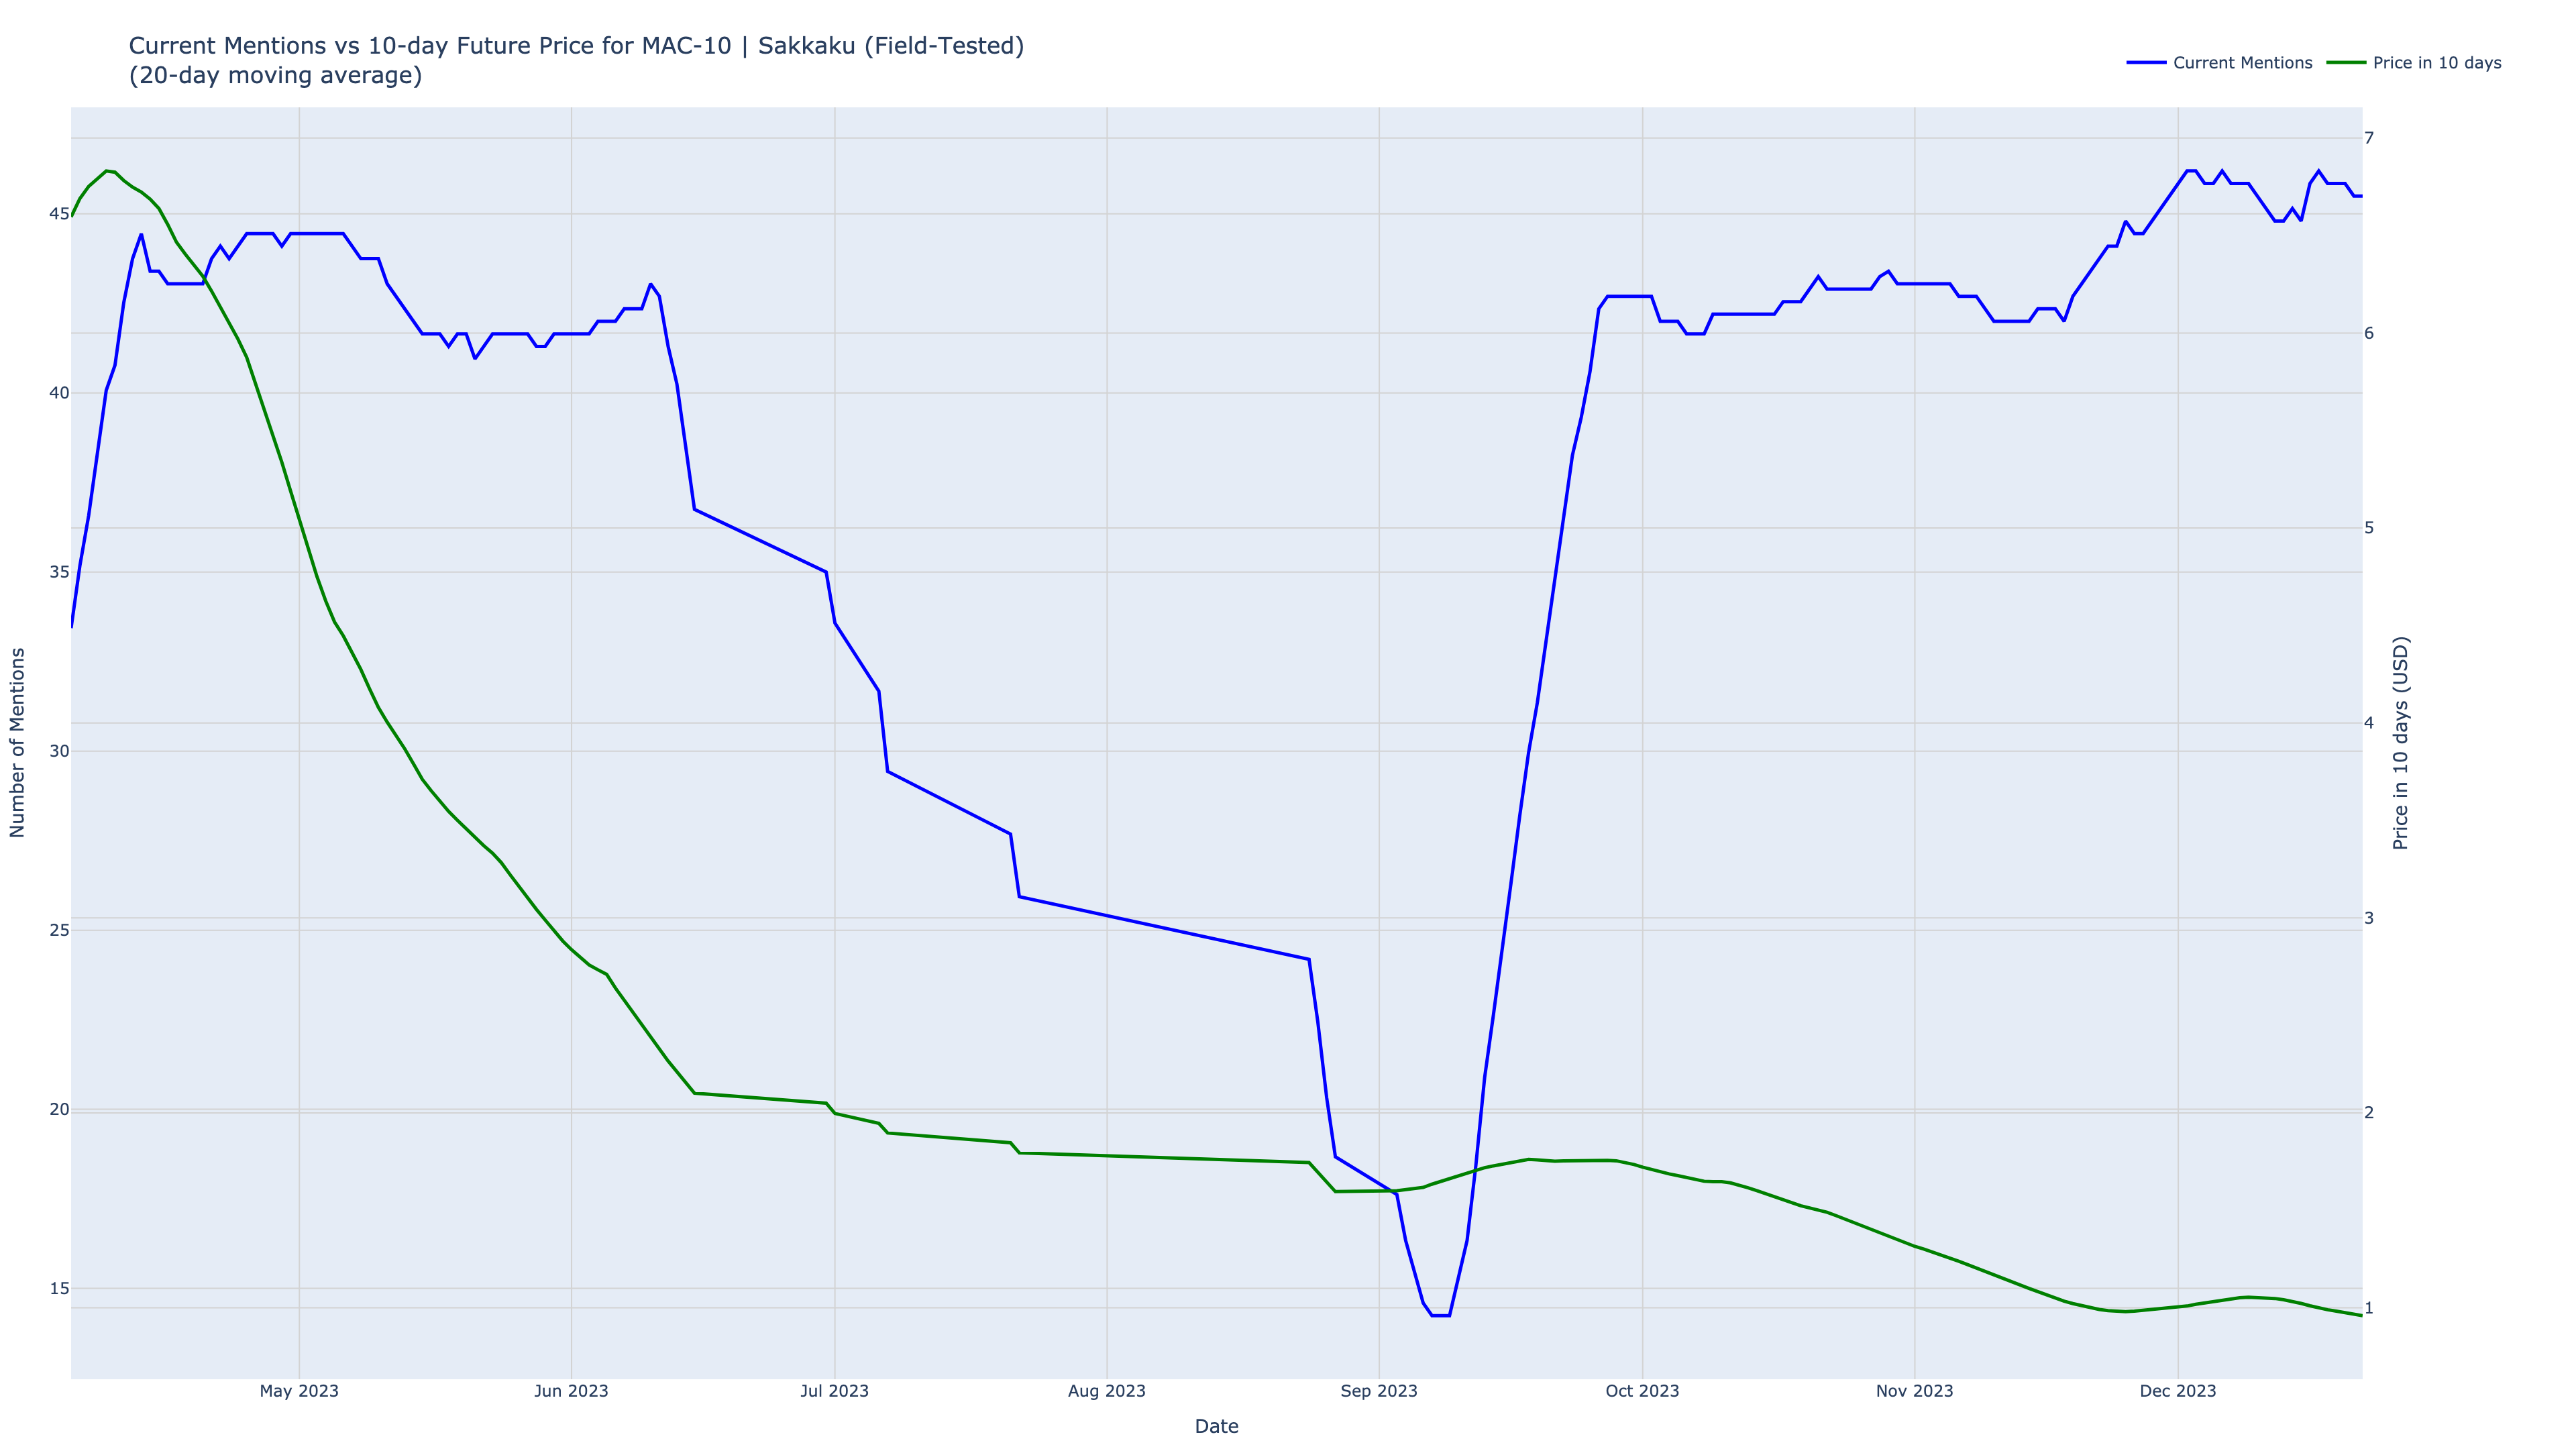 Current Mentions vs 10-day Future Price for MAC-10 | Sakkaku (Field-Tested)
(20-day moving average)
Current Mentions
Price in 10 days
Number of Mentions
45
40
35
30
25
20
15
7
6
5
4
3
2
1
Price in 10 days (USD)
May 2023
Jun 2023
Jul 2023
Aug 2023
Sep 2023
Oct 2023
Nov 2023
Dec 2023
Date